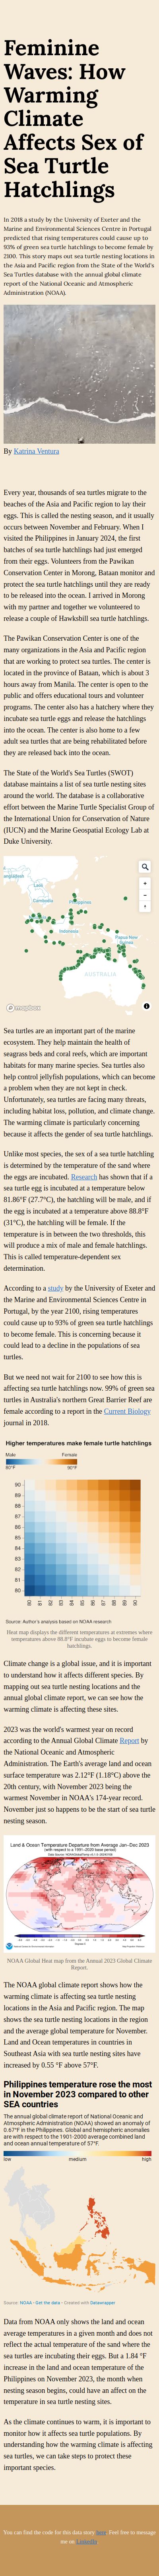 Feminine
Waves: How
Warming
Climate
Affects Sex of
Sea Turtle
Hatchlings
In 2018 a study by the University of Exeter and the
Marine and Environmental Sciences Centre in Portugal
predicted that rising temperatures could cause up to
93% of green sea turtle hatchlings to become female by
2100. This story maps out sea turtle nesting locations in
the Asia and Pacific region from the State of the World's
Sea Turtles database with the annual global climate
report of the National Oceanic and Atmospheric
Administration (NOAA).
By Katrina Ventura
Every year, thousands of sea turtles migrate to the
beaches of the Asia and Pacific region to lay their
eggs. This is called the nesting season, and it usually
occurs between November and February. When I
visited the Philippines in January 2024, the first
batches of sea turtle hatchlings had just emerged
from their eggs. Volunteers from the Pawikan
Conservation Center in Morong, Bataan monitor and
protect the sea turtle hatchlings until they are ready
to be released into the ocean. I arrived in Morong
with my partner and together we volunteered to
release a couple of Hawksbill sea turtle hatchlings.
The Pawikan Conservation Center is one of the
many organizations in the Asia and Pacific region
that are working to protect sea turtles. The center is
located in the province of Bataan, which is about 3
hours away from Manila. The center is open to the
public and offers educational tours and volunteer
programs. The center also has a hatchery where they
incubate sea turtle eggs and release the hatchlings
into the ocean. The center is also home to a few
adult sea turtles that are being rehabilitated before
they are released back into the ocean.
The State of the World's Sea Turtles (SWOT)
database maintains a list of sea turtle nesting sites
around the world. The database is a collaborative
effort between the Marine Turtle Specialist Group of
the International Union for Conservation of Nature
(IUCN) and the Marine Geospatial Ecology Lab at
Duke University.
Laos
Cambodia
Philippines
Indonesia
Papua New
Guinea
AUSTRALIA
mapbox
Sea turtles are an important part of the marine
ecosystem. They help maintain the health of
seagrass beds and coral reefs, which are important
habitats for many marine species. Sea turtles also
help control jellyfish populations, which can become
a problem when they are not kept in check.
Unfortunately, sea turtles are facing many threats,
including habitat loss, pollution, and climate change.
The warming climate is particularly concerning
because it affects the gender of sea turtle hatchlings.
Unlike most species, the sex of a sea turtle hatchling
is determined by the temperature of the sand where
the eggs are incubated. Research has shown that if a
sea turtle egg is incubated at a temperature below
81.86°F (27.7°C), the hatchling will be male, and if
the egg is incubated at a temperature above 88.8°F
(31°C), the hatchling will be female. If the
temperature is in between the two thresholds, this
will produce a mix of male and female hatchlings.
This is called temperature-dependent sex
determination.
According to a study by the University of Exeter and
the Marine and Environmental Sciences Centre in
Portugal, by the year 2100, rising temperatures
could cause up to 93% of green sea turtle hatchlings
to become female. This is concerning because it
could lead to a decline in the populations of sea
turtles.
But we need not wait for 2100 to see how this is
affecting sea turtle hatchlings now. 99% of green sea
turtles in Australia's northern Great Barrier Reef are
female according to a report in the Current Biology
journal in 2018.
Higher temperatures make female turtle hatchlings
Male Female
80°F 90°F
90
89
88
87
86
85
84
83
82
81
80
80 81 82 83 84 85 86 87 88 89 90
Source: Author's analysis based on NOAA research
Heat map displays the different temperatures at extremes where
temperatures above 88.8°F incubate eggs to become female
hatchlings.
Climate change is a global issue, and it is important
to understand how it affects different species. By
mapping out sea turtle nesting locations and the
annual global climate report, we can see how the
warming climate is affecting these sites.
2023 was the world's warmest year on record
according to the Annual Global Climate Report by
the National Oceanic and Atmospheric
Administration. The Earth's average land and ocean
surface temperature was 2.12°F (1.18°C) above the
20th century, with November 2023 being the
warmest November in NOAA's 174-year record.
November just so happens to be the start of sea turtle
nesting season.
Land & Ocean Temperature Departure from Average Jan-Dec 2023
(with respect to a 1991-2020 base period)
NOAA Global Heat map from the Annual 2023 Global Climate
Report.
The NOAA global climate report shows how the
warming climate is affecting sea turtle nesting
locations in the Asia and Pacific region. The map
shows the sea turtle nesting locations in the region
and the average global temperature for November.
Land and Ocean temperatures in countries in
Southeast Asia with sea turtle nesting sites have
increased by 0.55 °F above 57°F.
Philippines temperature rose the most
in November 2023 compared to other
SEA countries
The annual global report of National Oceanic and
Atmospheric Administration (NOAA) showed an anomaly of
0.67°F in the Philippines. Global and hemispheric anomalies
are with respect to the 1901-2000 average combined land
and ocean annual temperature of 57°F.
low medium high
Source: NOAA · Get the data · Created with Datawrapper
Data from NOAA only shows the land and ocean
average temperatures in a given month and does not
reflect the actual temperature of the sand where the
sea turtles are incubating their eggs. But a 1.84 °F
increase in the land and ocean temperature of the
Philippines on November 2023, the month when
nesting season begins, could have an affect on the
temperature in sea turtle nesting sites.
As the climate continues to warm, it is important to
monitor how it affects sea turtle populations. By
understanding how the warming climate is affecting
sea turtles, we can take steps to protect these
important species.
You can find the code for this data story here. Feel free to message
me on LinkedIn.